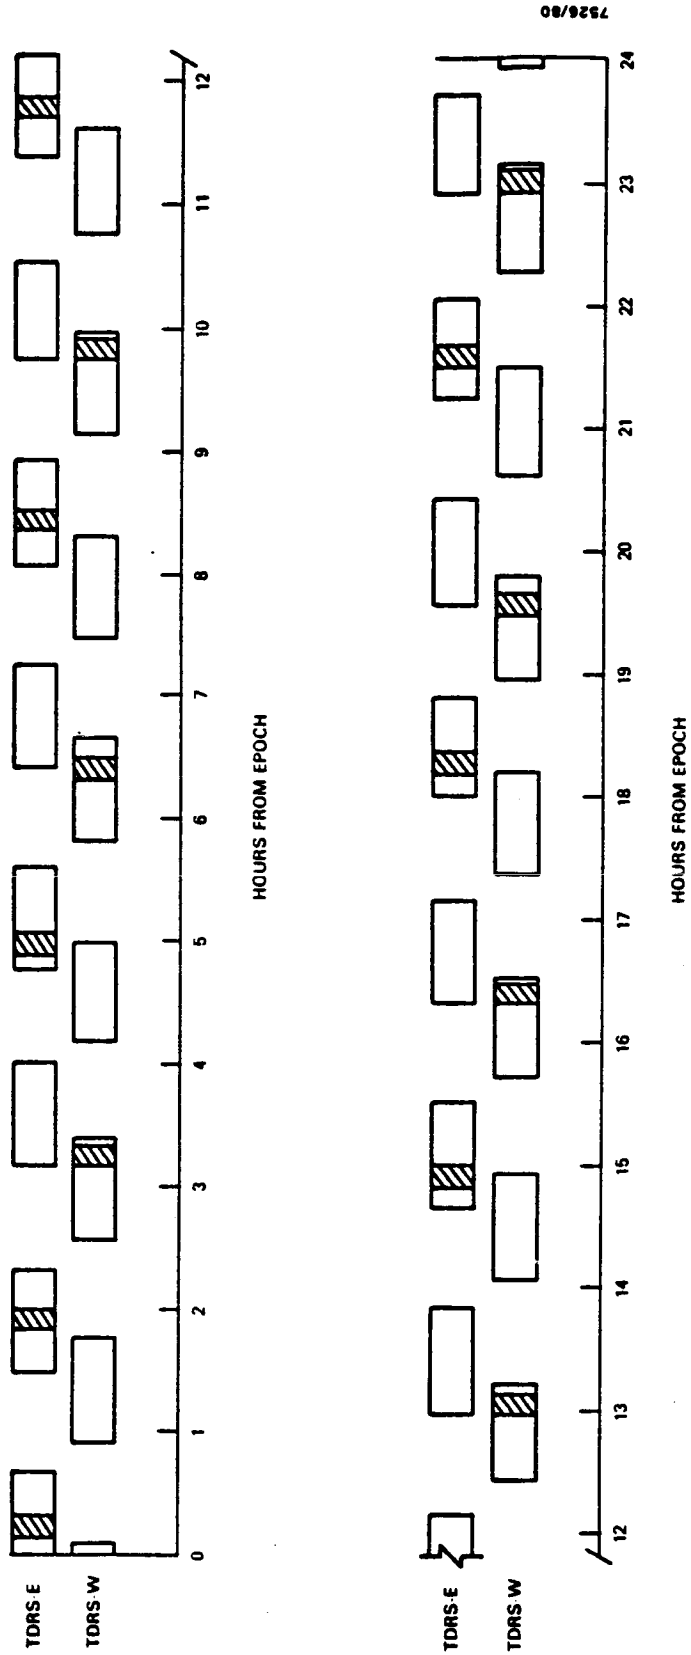 TDRS-E
TDRS-W
0 1 2 3 4 5 6 7 8 9 10 11 12
HOURS FROM EPOCH
TDRS-E
TDRS-W
12 13 14 15 16 17 18 19 20 21 22 23 24
HOURS FROM EPOCH
7526/80